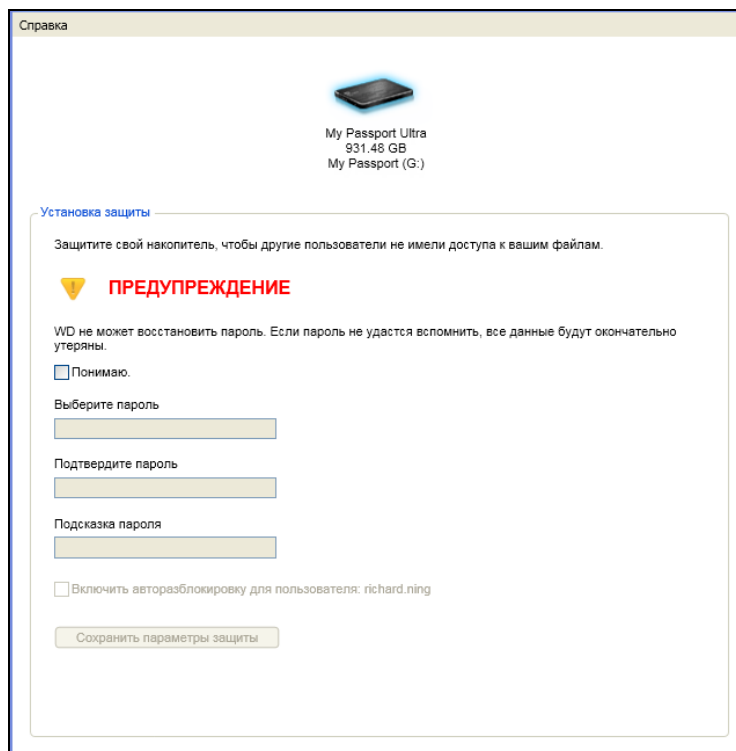 Справка
My Passport Ultra
931.48 GB
My Passport (G:)
Установка защиты
Защитите свой накопитель, чтобы другие пользователи не имели доступа к вашим файлам.
ПРЕДУПРЕЖДЕНИЕ
WD не может восстановить пароль. Если пароль не удастся вспомнить, все данные будут окончательно
утеряны.
Понимаю.
Выберите пароль
Подтвердите пароль
Подсказка пароля
Включить авторазблокировку для пользователя: richard.ning
Сохранить параметры защиты